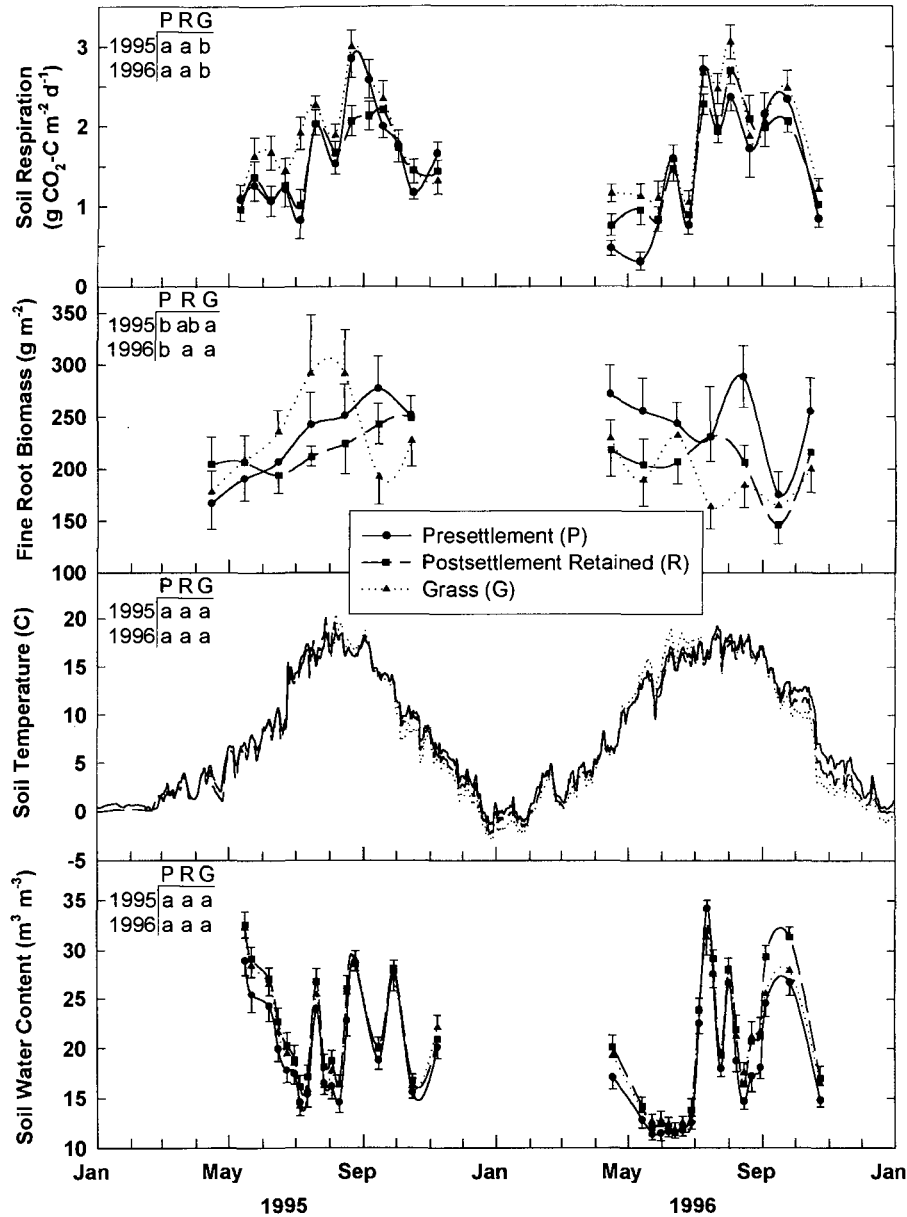 Soil Respiration
(g CO2-C m-2 d-1)
3
2
1
0
P R G
1995 a a b
1996 a a b
Fine Root Biomass (g m-2)
350
300
250
200
150
100
P R G
1995 b ab a
1996 b a a
Presettlement (P)
Postsettlement Retained (R)
Grass (G)
Soil Temperature (C)
20
15
10
5
0
-5
P R G
1995 a a a
1996 a a a
Soil Water Content (m3 m-3)
35
30
25
20
15
10
P R G
1995 a a a
1996 a a a
Jan May Sep Jan May Sep Jan
1995 1996